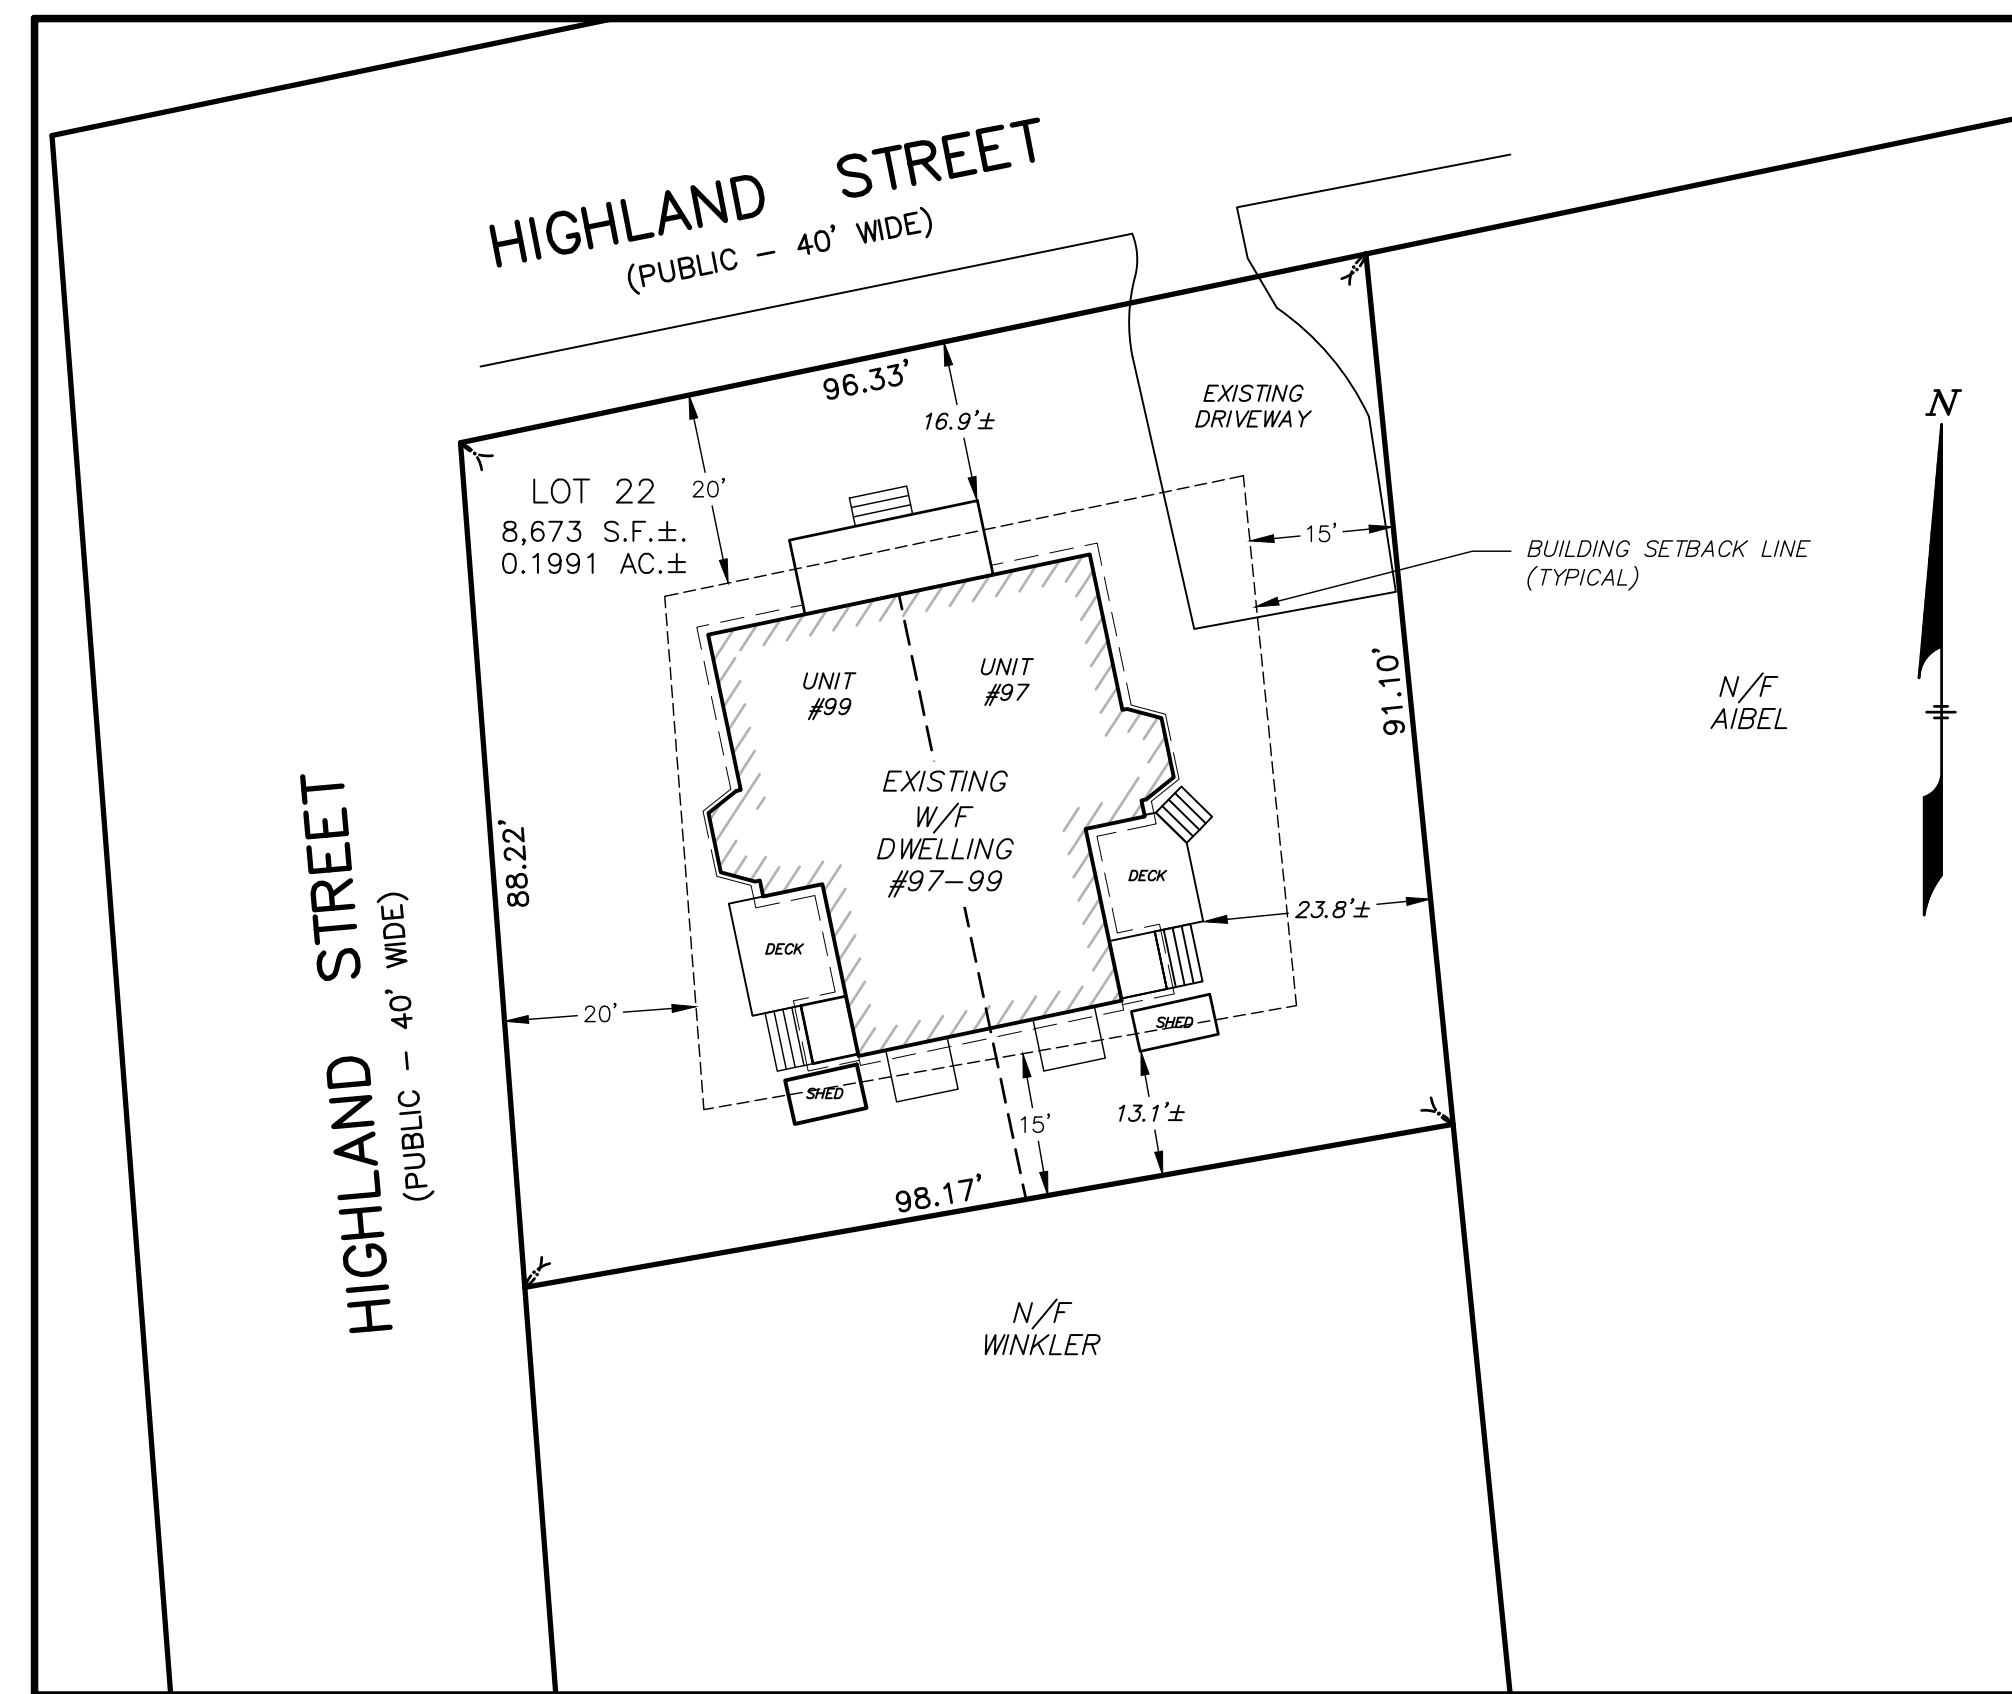 HIGHLAND STREET
(PUBLIC - 40' WIDE)
96.33'
16.9'±
EXISTING
DRIVEWAY
N
LOT 22
8,673 S.F.±.
0.1991 AC.±
20'
15'
BUILDING SETBACK LINE
(TYPICAL)
UNIT
#99
UNIT
#97
91.10'
N/F
AIBEL
EXISTING
W/F
DWELLING
#97-99
88.22'
HIGHLAND STREET
(PUBLIC - 40' WIDE)
DECK
23.8'±
DECK
20'
SHED
SHED
15'
13.1'±
98.17'
N/F
WINKLER